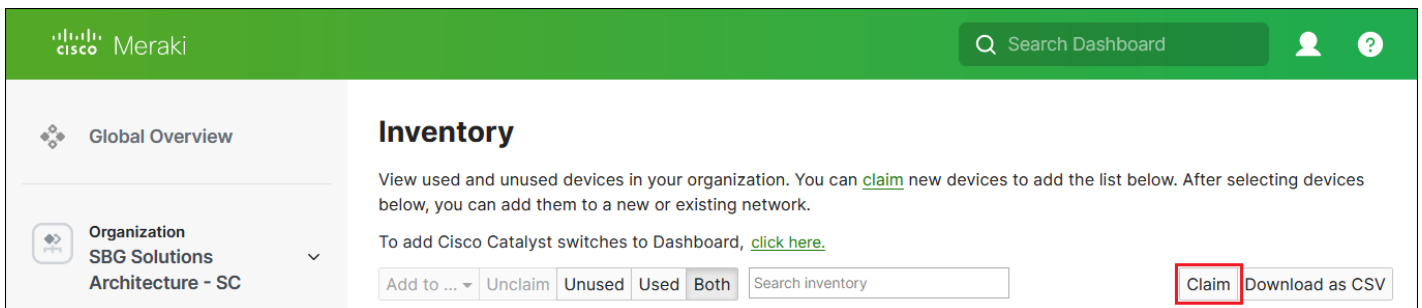 cisco Meraki
Search Dashboard
?
Global Overview
Organization
SBG Solutions
Architecture - SC
Inventory
View used and unused devices in your organization. You can claim new devices to add the list below. After selecting devices
below, you can add them to a new or existing network.
To add Cisco Catalyst switches to Dashboard, click here.
Add to ... Unclaim Unused Used Both Search inventory Claim Download as CSV